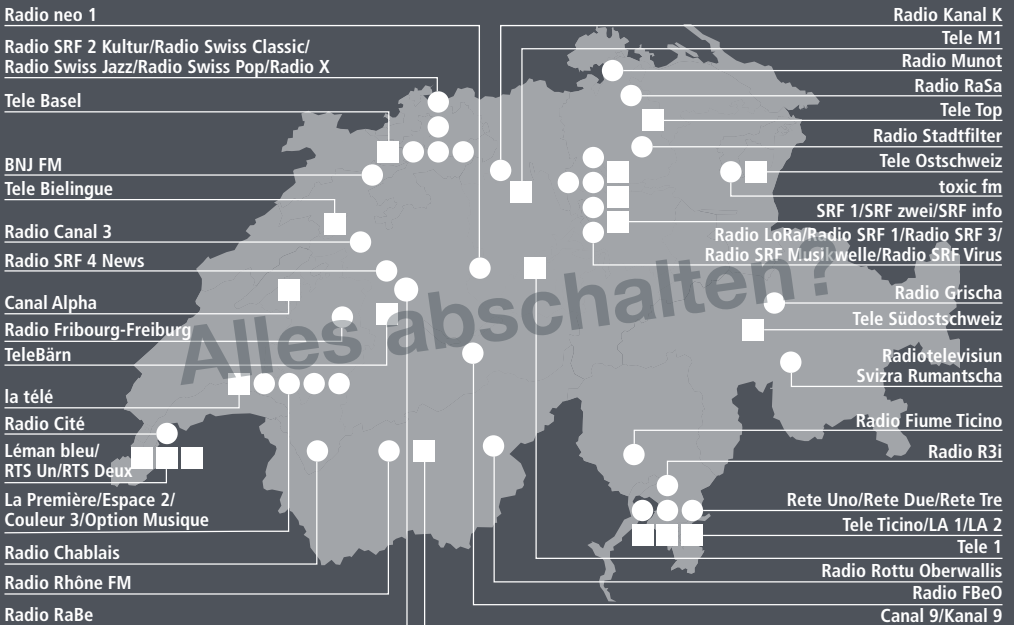 Radio neo 1
Radio SRF 2 Kultur/Radio Swiss Classic/
Radio Swiss Jazz/Radio Swiss Pop/Radio X
Tele Basel
BNJ FM
Tele Bielingue
Radio Canal 3
Radio SRF 4 News
Canal Alpha
Radio Fribourg-Freiburg
TeleBärn
la télé
Radio Cité
Léman bleu/
RTS Un/RTS Deux
La Première/Espace 2/
Couleur 3/Option Musique
Radio Chablais
Radio Rhône FM
Radio RaBe
Alles abschalten?
Radio Kanal K
Tele M1
Radio Munot
Radio RaSa
Tele Top
Radio Stadtfilter
Tele Ostschweiz
toxic fm
SRF 1/SRF zwei/SRF info
Radio LoRa/Radio SRF 1/Radio SRF 3/
Radio SRF Musikwelle/Radio SRF Virus
Radio Grischa
Tele Südostschweiz
Radiotelevisiun
Svizra Rumantscha
Radio Fiume Ticino
Radio R3i
Rete Uno/Rete Due/Rete Tre
Tele Ticino/LA 1/LA 2
Tele 1
Radio Rottu Oberwallis
Radio FBeO
Canal 9/Kanal 9